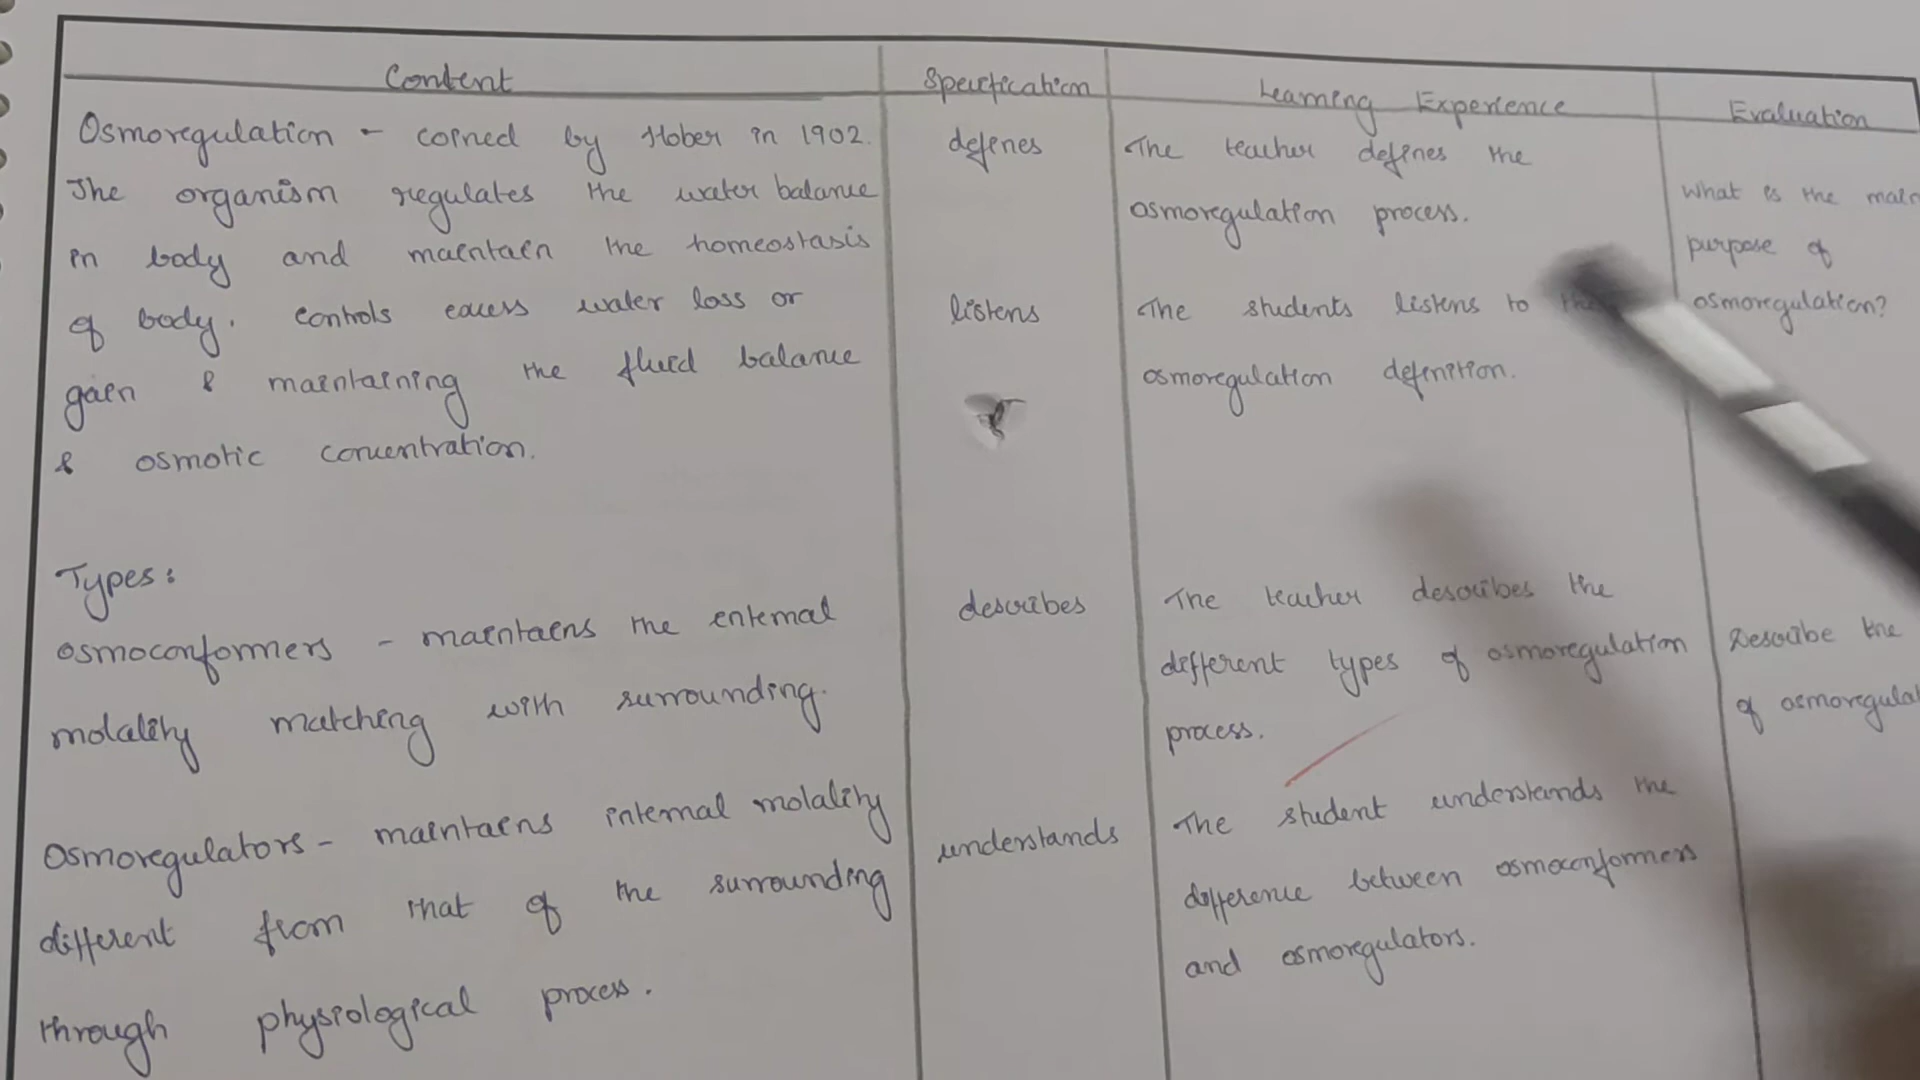 Content
Osmoregulation - coined by Hober in 1902.
The organism regulates the water balance
in body and maintain the homeostasis
of body. Controls excess water loss or
gain & maintaining the fluid balance
& osmotic concentration.
Types:
Osmoconformers - maintains the internal
molality matching with surrounding.
Osmoregulators - maintains internal molality
different from that of the surrounding
through physiological process.
Specification
defines
listens
describes
understands
Learning Experience
The teacher defines the
osmoregulation process.
The students listens to the
osmoregulation definition.
The teacher describes the
different types of osmoregulation
process.
The student understands the
difference between osmoconformers
and osmoregulators.
Evaluation
What is the main
purpose of
osmoregulation?
Describe the
of